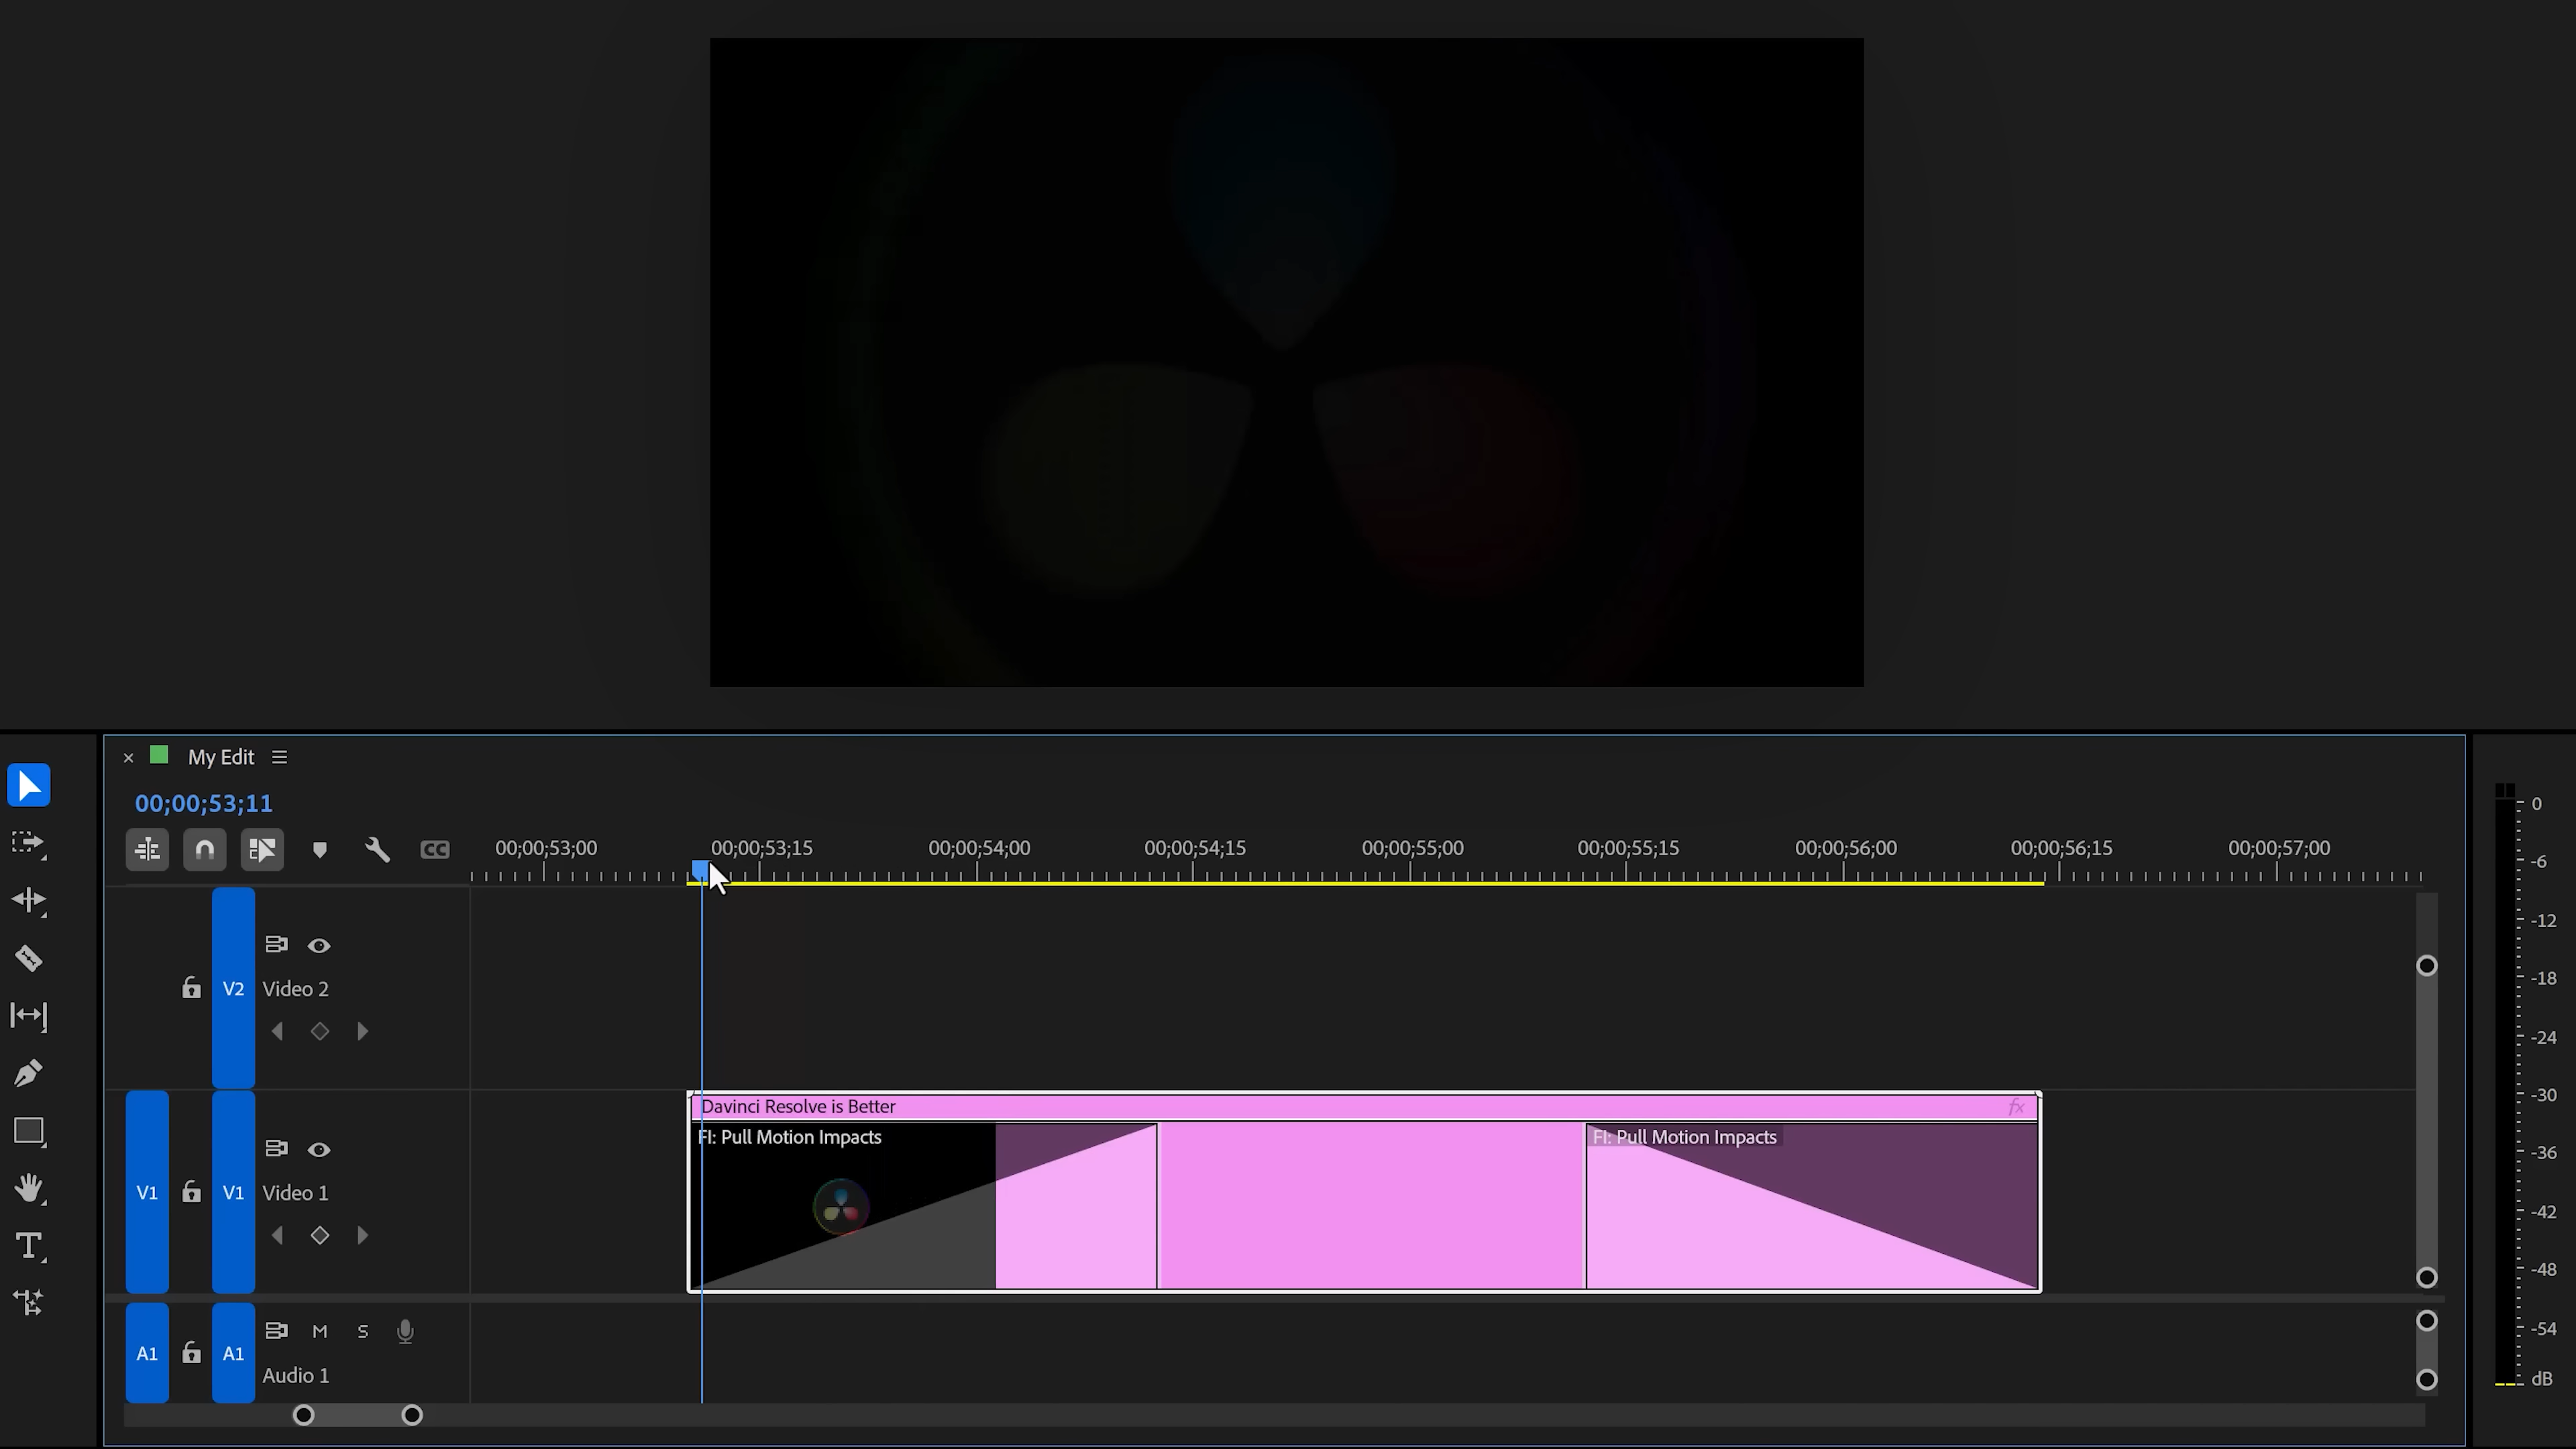 My Edit
00;00;53;11
00;00;53;00 00;00;53;15 00;00;54;00 00;00;54;15 00;00;55;00 00;00;55;15 00;00;56;00 00;00;56;15 00;00;57;00
CC
V2 Video 2
Davinci Resolve is Better fx
FI: Pull Motion Impacts FI: Pull Motion Impacts
V1 V1 Video 1
M S
A1 A1
Audio 1
0
-6
-12
-18
-24
-30
-36
-42
-48
-54
dB